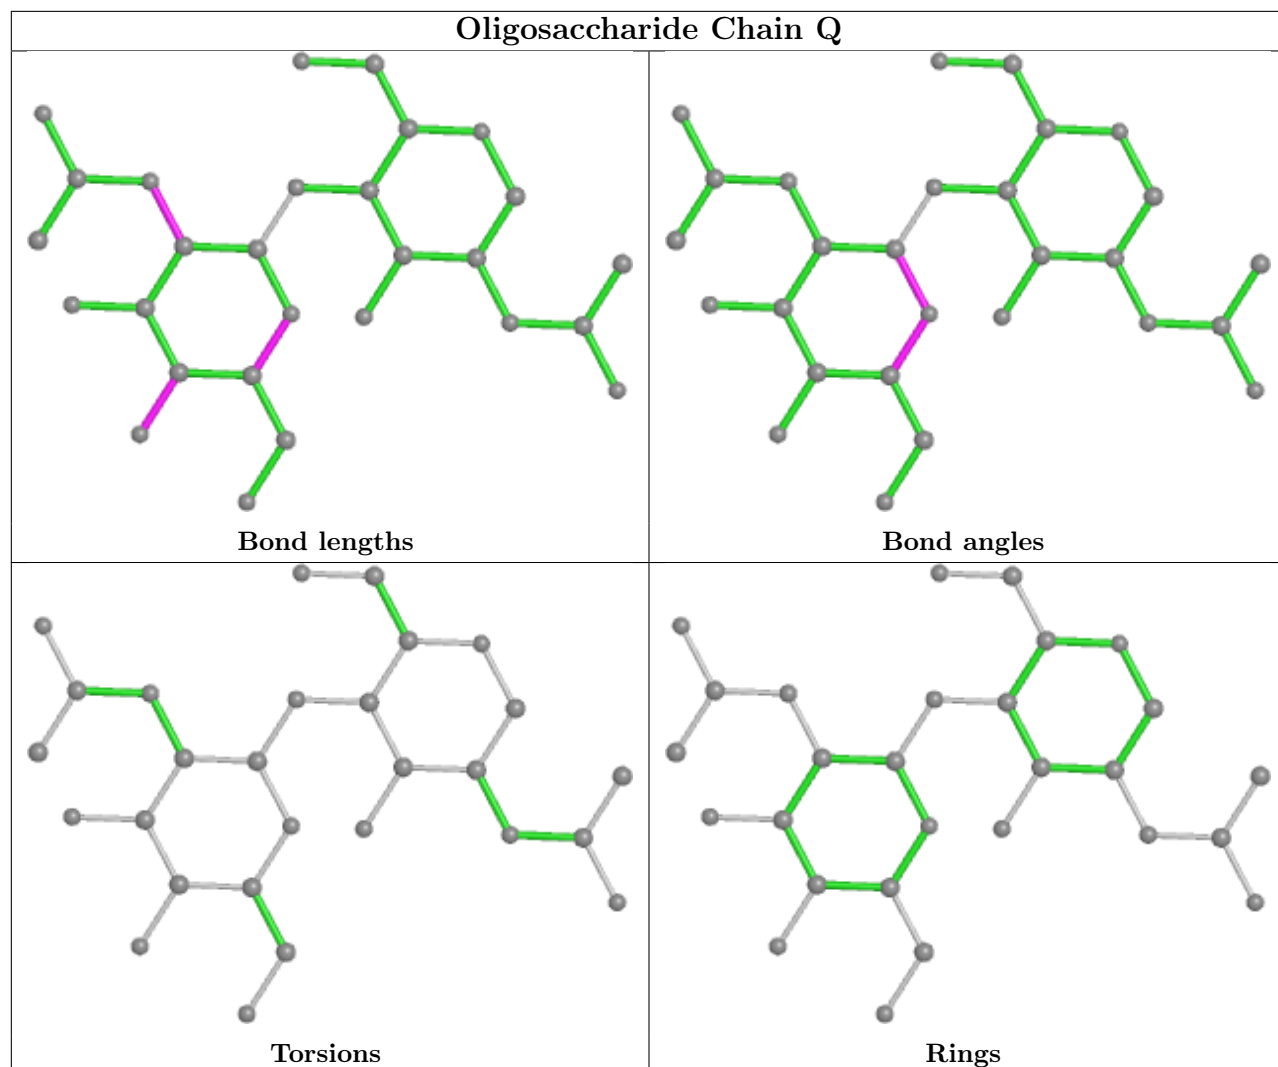 Oligosaccharide Chain Q
Bond lengths
Bond angles
Torsions
Rings